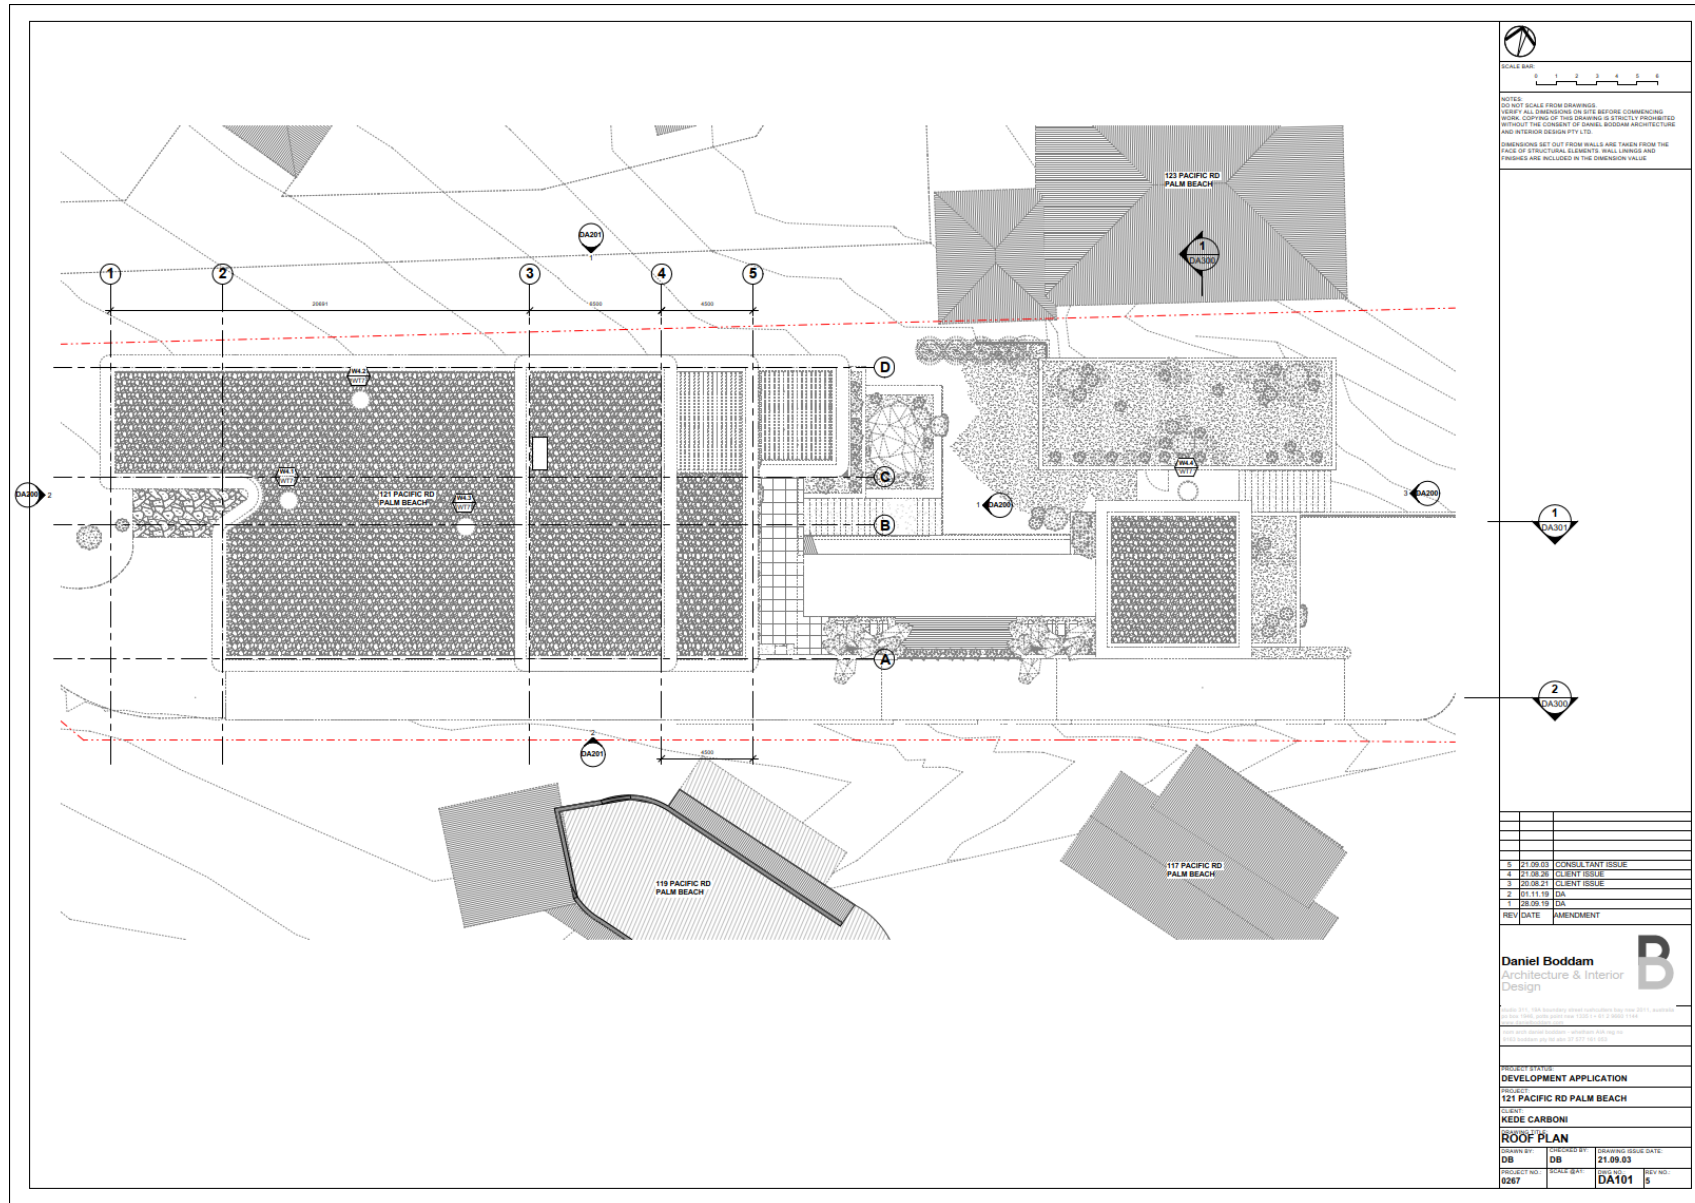 SCALE BAR:
0 1 2 3 4 5 6
NOTES:
DO NOT SCALE FROM DRAWINGS.
VERIFY ALL DIMENSIONS ON SITE BEFORE COMMENCING
WORK. COPYING OF THIS DRAWING IS STRICTLY PROHIBITED
WITHOUT THE CONSENT OF DANIEL BODDAM ARCHITECTURE
AND INTERIOR DESIGN PTY LTD.
DIMENSIONS SET OUT FROM WALLS ARE TAKEN FROM THE
FACE OF STRUCTURAL ELEMENTS. WALL LININGS AND
FINISHES ARE INCLUDED IN THE DIMENSION VALUE
123 PACIFIC RD
PALM BEACH
DA201
1
1
DA300
1 2 3 4 5
20691 6500 4500
D
W4.2
WT7
C
W4.1
WT7
W4.4
WT7
DA200 2
121 PACIFIC RD
PALM BEACH
W4.3
WT7
1 DA200
3 DA200
B
1
DA301
A
2
DA300
2
DA201
4500
119 PACIFIC RD
PALM BEACH
117 PACIFIC RD
PALM BEACH
5 21.09.03 CONSULTANT ISSUE
4 21.08.26 CLIENT ISSUE
3 20.08.21 CLIENT ISSUE
2 01.11.19 DA
1 28.09.19 DA
REV DATE AMENDMENT
Daniel Boddam
Architecture & Interior
Design
B
PROJECT STATUS:
DEVELOPMENT APPLICATION
PROJECT:
121 PACIFIC RD PALM BEACH
CLIENT:
KEDE CARBONI
DRAWING TITLE:
ROOF PLAN
DRAWN BY: CHECKED BY: DRAWING ISSUE DATE:
DB DB 21.09.03
PROJECT NO.: SCALE @A1: DWG NO.: REV NO.:
0267 DA101 5